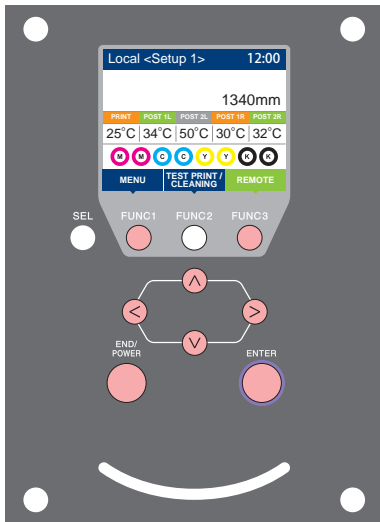 Local <Setup 1> 12:00
1340mm
PRINT POST 1L POST 2L POST 1R POST 2R
25°C 34°C 50°C 30°C 32°C
M M C C Y Y K K
MENU TEST PRINT / CLEANING REMOTE
SEL FUNC1 FUNC2 FUNC3
END/
POWER
ENTER